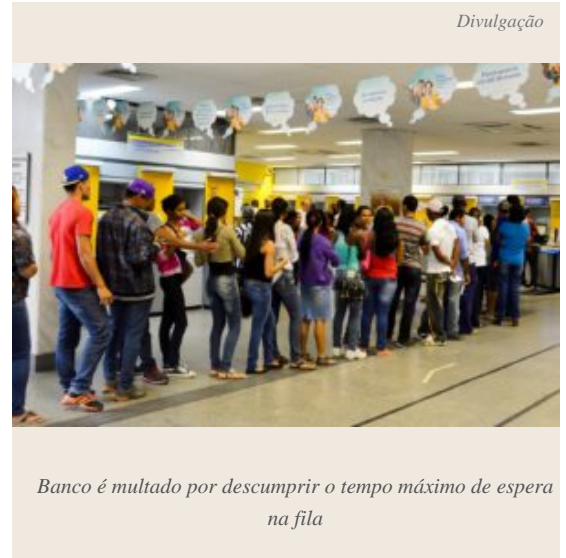 Divulgação
Banco é multado por descumprir o tempo máximo de espera
na fila